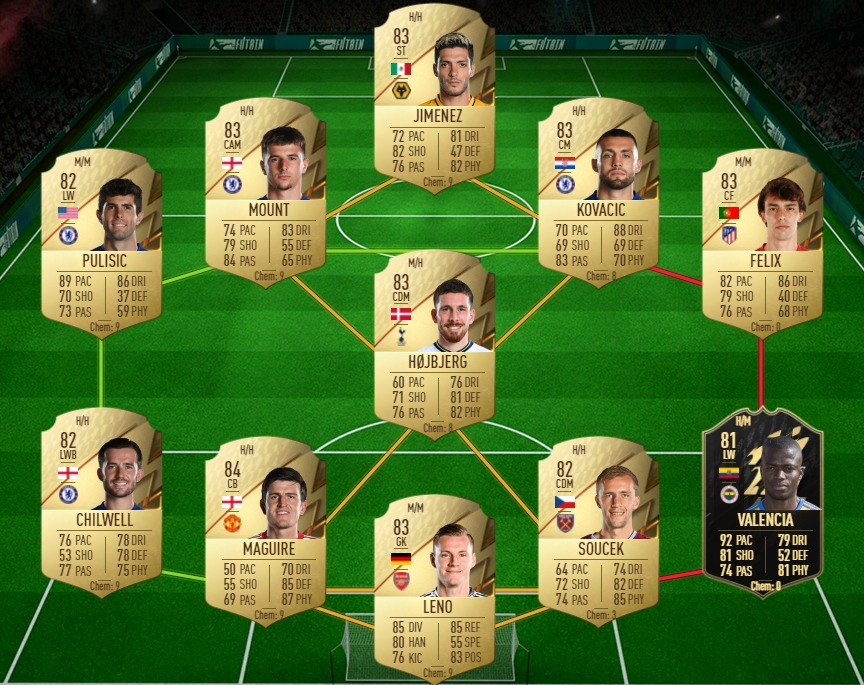 FUTBIN
FUTBIN
FUTBIN
FUTBIN
H/H
83
ST
JIMENEZ
72 PAC 81 DRI
82 SHO 47 DEF
76 PAS 82 PHY
Chem: 9
H/H
83
CAM
MOUNT
74 PAC 83 DRI
79 SHO 55 DEF
84 PAS 65 PHY
Chem: 9
H/H
83
CM
KOVACIC
70 PAC 88 DRI
69 SHO 69 DEF
83 PAS 70 PHY
Chem: 8
M/M
82
LW
PULISIC
89 PAC 86 DRI
70 SHO 37 DEF
73 PAS 59 PHY
Chem: 9
M/M
83
CF
FELIX
82 PAC 86 DRI
79 SHO 40 DEF
76 PAS 68 PHY
Chem: 0
M/H
83
CDM
HØJBJERG
60 PAC 76 DRI
71 SHO 81 DEF
76 PAS 82 PHY
Chem: 8
H/H
82
LWB
CHILWELL
76 PAC 78 DRI
53 SHO 78 DEF
77 PAS 75 PHY
Chem: 9
H/H
84
CB
MAGUIRE
50 PAC 70 DRI
55 SHO 85 DEF
69 PAS 87 PHY
Chem: 9
H/H
82
CDM
SOUCEK
64 PAC 74 DRI
72 SHO 82 DEF
74 PAS 85 PHY
Chem: 3
H/M
81
LW
VALENCIA
92 PAC 79 DRI
81 SHO 52 DEF
74 PAS 81 PHY
Chem: 0
M/M
83
GK
LENO
85 DIV 85 REF
80 HAN 55 SPE
76 KIC 83 POS
Chem: 9